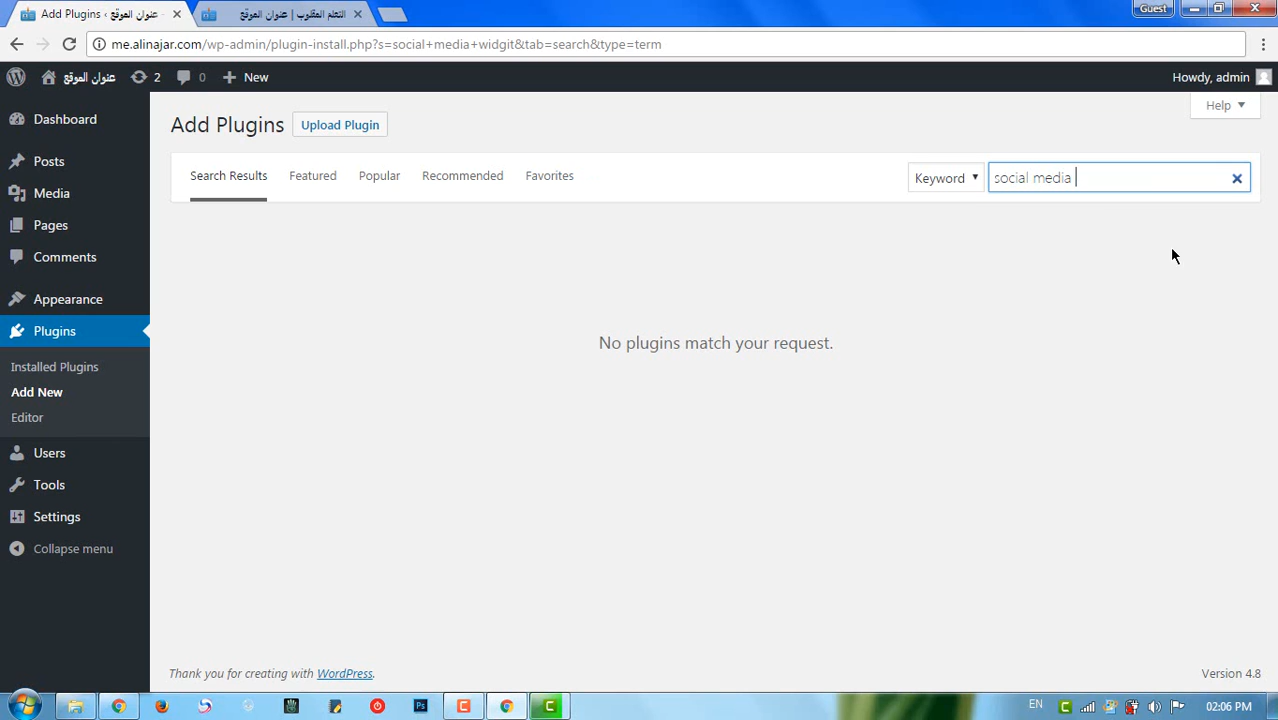 Add Plugins ‹ عنوان الموقع
التعلم المقلوب | عنوان الموقع
Guest
me.alinajar.com/wp-admin/plugin-install.php?s=social+media+widgit&tab=search&type=term
عنوان الموقع
2
0
New
Howdy, admin
Help
Add Plugins
Upload Plugin
Search Results
Featured
Popular
Recommended
Favorites
Keyword
social media
No plugins match your request.
Dashboard
Posts
Media
Pages
Comments
Appearance
Plugins
Installed Plugins
Add New
Editor
Users
Tools
Settings
Collapse menu
Thank you for creating with WordPress.
Version 4.8
Ps
EN
02:06 PM